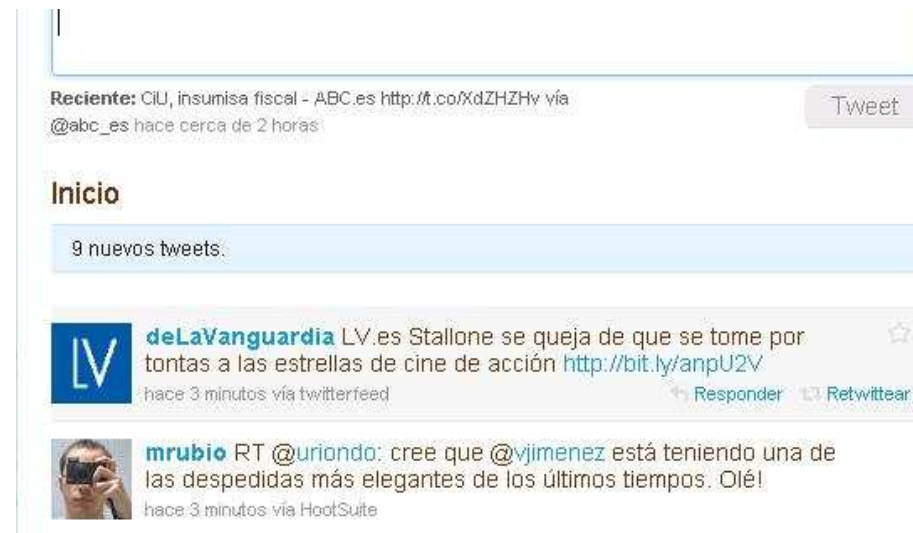 Reciente: CiU, insumisa fiscal - ABC.es http://t.co/XdZHZHv vía
@abc_es hace cerca de 2 horas
Tweet
Inicio
9 nuevos tweets.
LV
deLaVanguardia LV.es Stallone se queja de que se tome por
tontas a las estrellas de cine de acción http://bit.ly/anpU2V
hace 3 minutos vía twitterfeed
Responder Retwittear
mrubio RT @uriondo: cree que @vjimenez está teniendo una de
las despedidas más elegantes de los últimos tiempos. Olé!
hace 3 minutos vía HootSuite